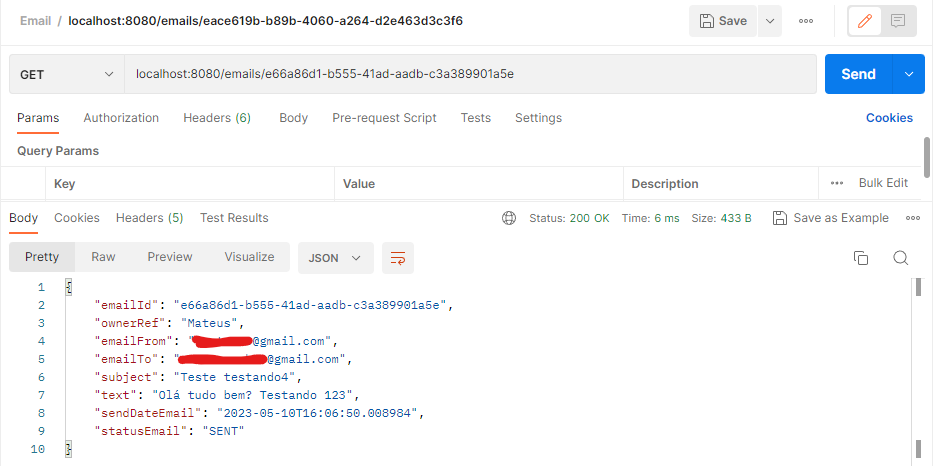 Email / localhost:8080/emails/eace619b-b89b-4060-a264-d2e463d3c3f6 Save
GET localhost:8080/emails/e66a86d1-b555-41ad-aadb-c3a389901a5e Send
Params Authorization Headers (6) Body Pre-request Script Tests Settings Cookies
Query Params
Key Value Description Bulk Edit
Body Cookies Headers (5) Test Results Status: 200 OK Time: 6 ms Size: 433 B Save as Example
Pretty Raw Preview Visualize JSON
1 {
2 "emailId": "e66a86d1-b555-41ad-aadb-c3a389901a5e",
3 "ownerRef": "Mateus",
4 "emailFrom": "@gmail.com",
5 "emailTo": "@gmail.com",
6 "subject": "Teste testando4",
7 "text": "Olá tudo bem? Testando 123",
8 "sendDateEmail": "2023-05-10T16:06:50.008984",
9 "statusEmail": "SENT"
10 }